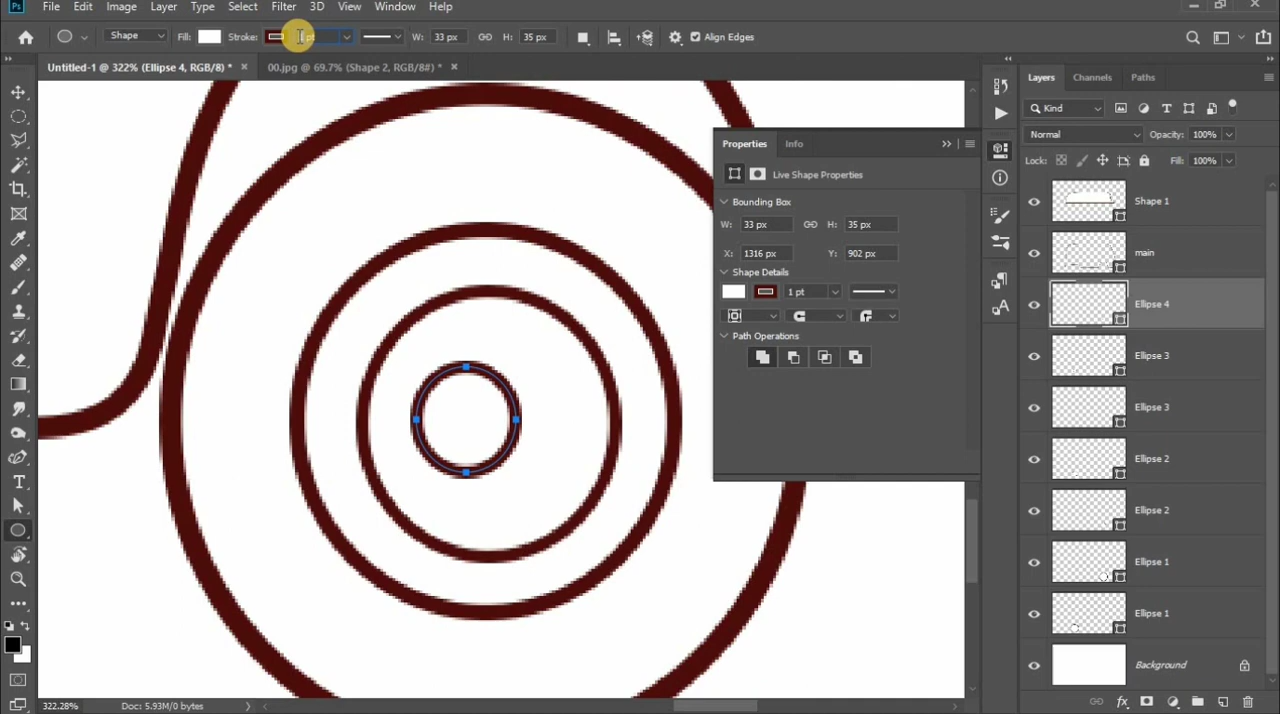 Ps File Edit Image Layer Type Select Filter 3D View Window Help
Shape Fill: Stroke: pt W: 33 px H: 35 px Align Edges
Untitled-1 @ 322% (Ellipse 4, RGB/8) * × 00.jpg @ 69.7% (Shape 2, RGB/8#) * ×
Layers Channels Paths
Kind
Normal Opacity: 100%
Lock: Fill: 100%
Properties Info
Live Shape Properties
Bounding Box
W: 33 px H: 35 px
X: 1316 px Y: 902 px
Shape Details
1 pt
Path Operations
Shape 1
main
Ellipse 4
Ellipse 3
Ellipse 3
Ellipse 2
Ellipse 2
Ellipse 1
Ellipse 1
Background
322.28% Doc: 5.93M/0 bytes